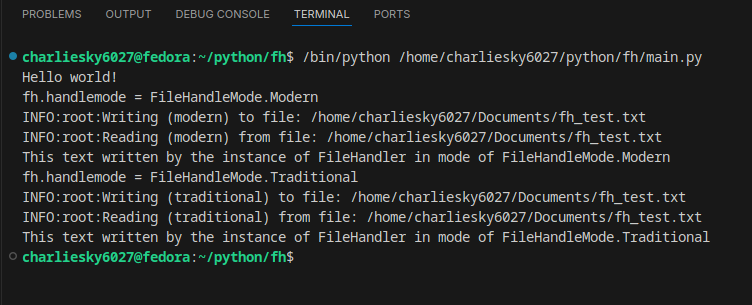 PROBLEMS OUTPUT DEBUG CONSOLE TERMINAL PORTS
charliesky6027@fedora:~/python/fh$ /bin/python /home/charliesky6027/python/fh/main.py
Hello world!
fh.handlemode = FileHandleMode.Modern
INFO:root:Writing (modern) to file: /home/charliesky6027/Documents/fh_test.txt
INFO:root:Reading (modern) from file: /home/charliesky6027/Documents/fh_test.txt
This text written by the instance of FileHandler in mode of FileHandleMode.Modern
fh.handlemode = FileHandleMode.Traditional
INFO:root:Writing (traditional) to file: /home/charliesky6027/Documents/fh_test.txt
INFO:root:Reading (traditional) from file: /home/charliesky6027/Documents/fh_test.txt
This text written by the instance of FileHandler in mode of FileHandleMode.Traditional
charliesky6027@fedora:~/python/fh$